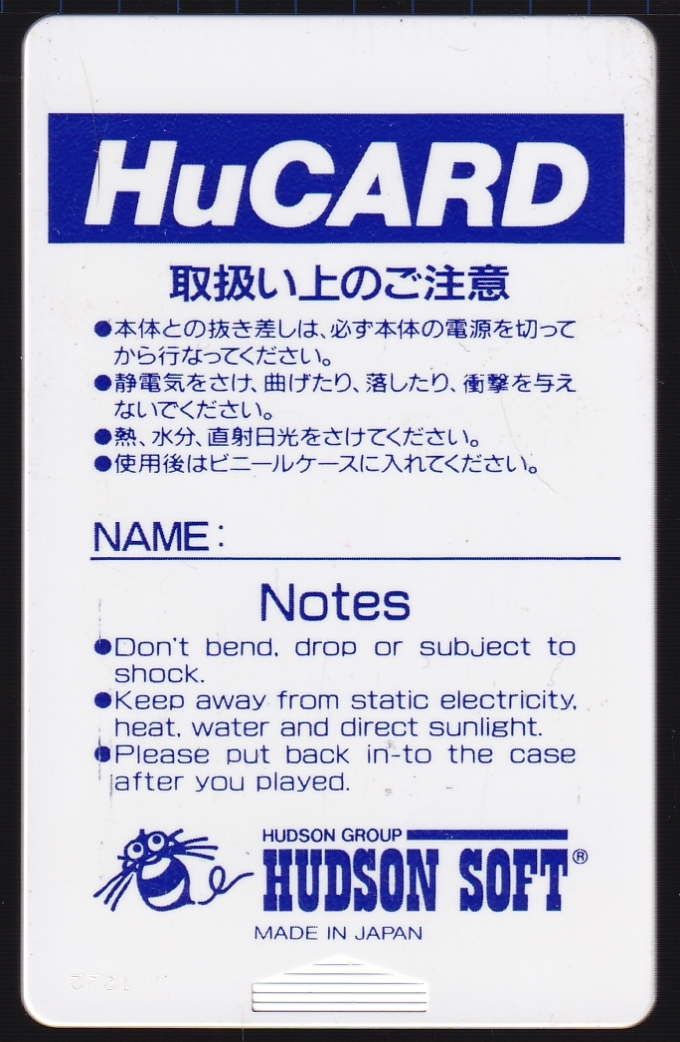 HuCARD
取扱い上のご注意
●本体との抜き差しは、必ず本体の電源を切って
から行なってください。
●静電気をさけ、曲げたり、落したり、衝撃を与え
ないでください。
●熱、水分、直射日光をさけてください。
●使用後はビニールケースに入れてください。
NAME:
Notes
●Don't bend, drop or subject to
shock.
●Keep away from static electricity,
heat, water and direct sunlight.
●Please put back in-to the case
after you played.
HUDSON GROUP
HUDSON SOFT®
MADE IN JAPAN